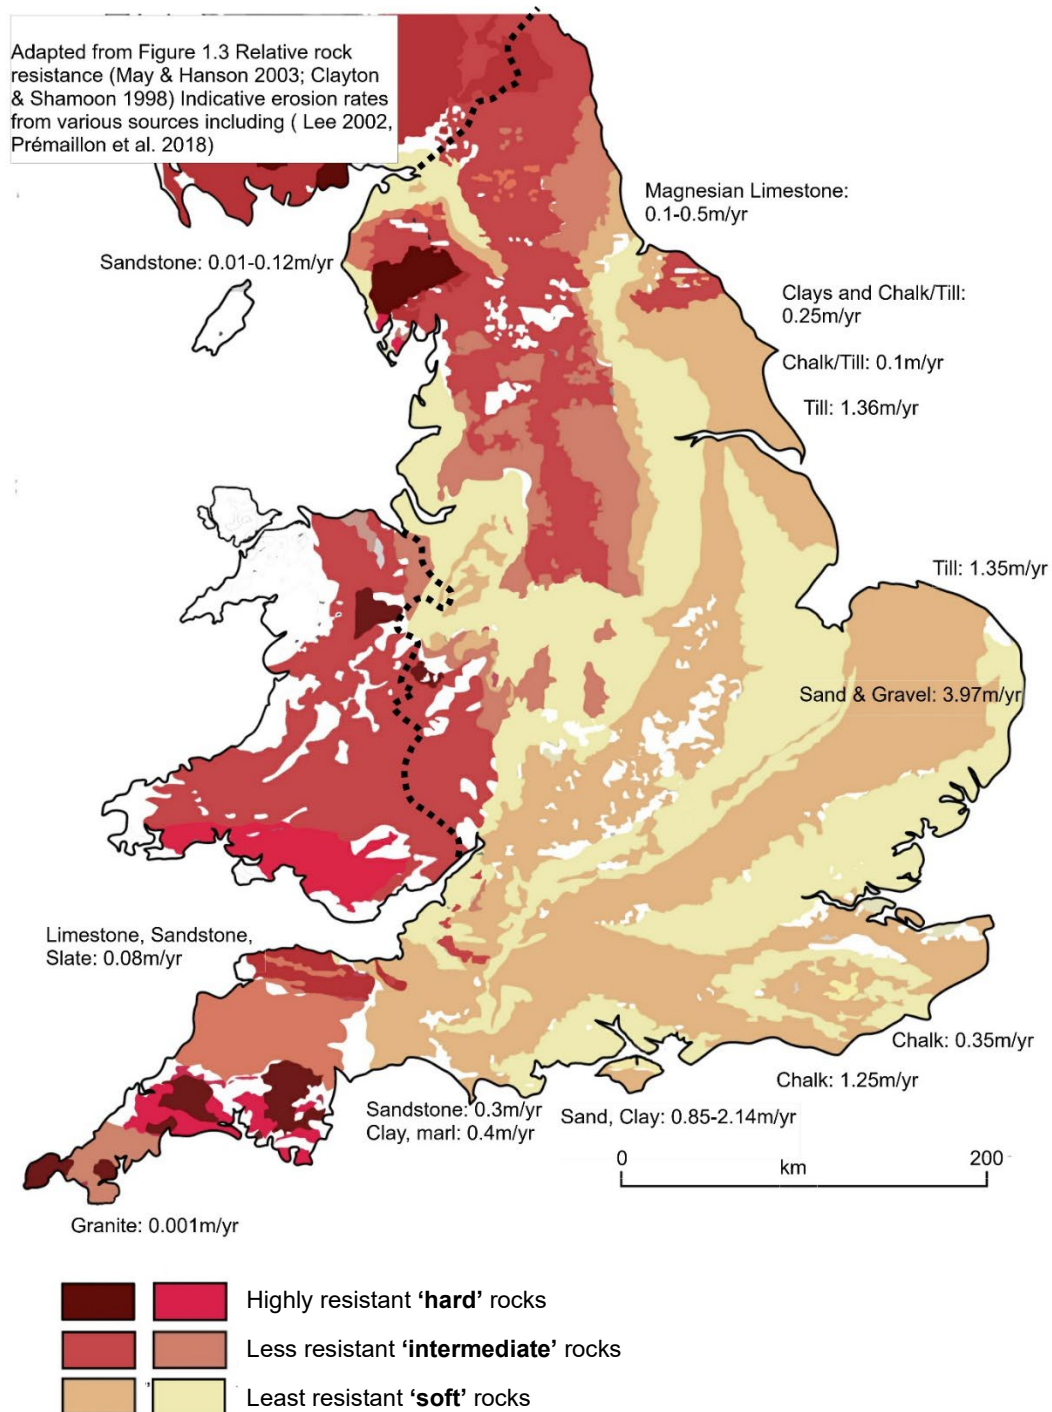 Adapted from Figure 1.3 Relative rock
resistance (May & Hanson 2003; Clayton
& Shamoon 1998) Indicative erosion rates
from various sources including ( Lee 2002,
Prémaillon et al. 2018)
Magnesian Limestone:
0.1-0.5m/yr
Sandstone: 0.01-0.12m/yr
Clays and Chalk/Till:
0.25m/yr
Chalk/Till: 0.1m/yr
Till: 1.36m/yr
Till: 1.35m/yr
Sand & Gravel: 3.97m/yr
Limestone, Sandstone,
Slate: 0.08m/yr
Chalk: 0.35m/yr
Chalk: 1.25m/yr
Sandstone: 0.3m/yr
Clay, marl: 0.4m/yr
Sand, Clay: 0.85-2.14m/yr
0 200
km
Granite: 0.001m/yr
Highly resistant ‘hard’ rocks
Less resistant ‘intermediate’ rocks
Least resistant ‘soft’ rocks